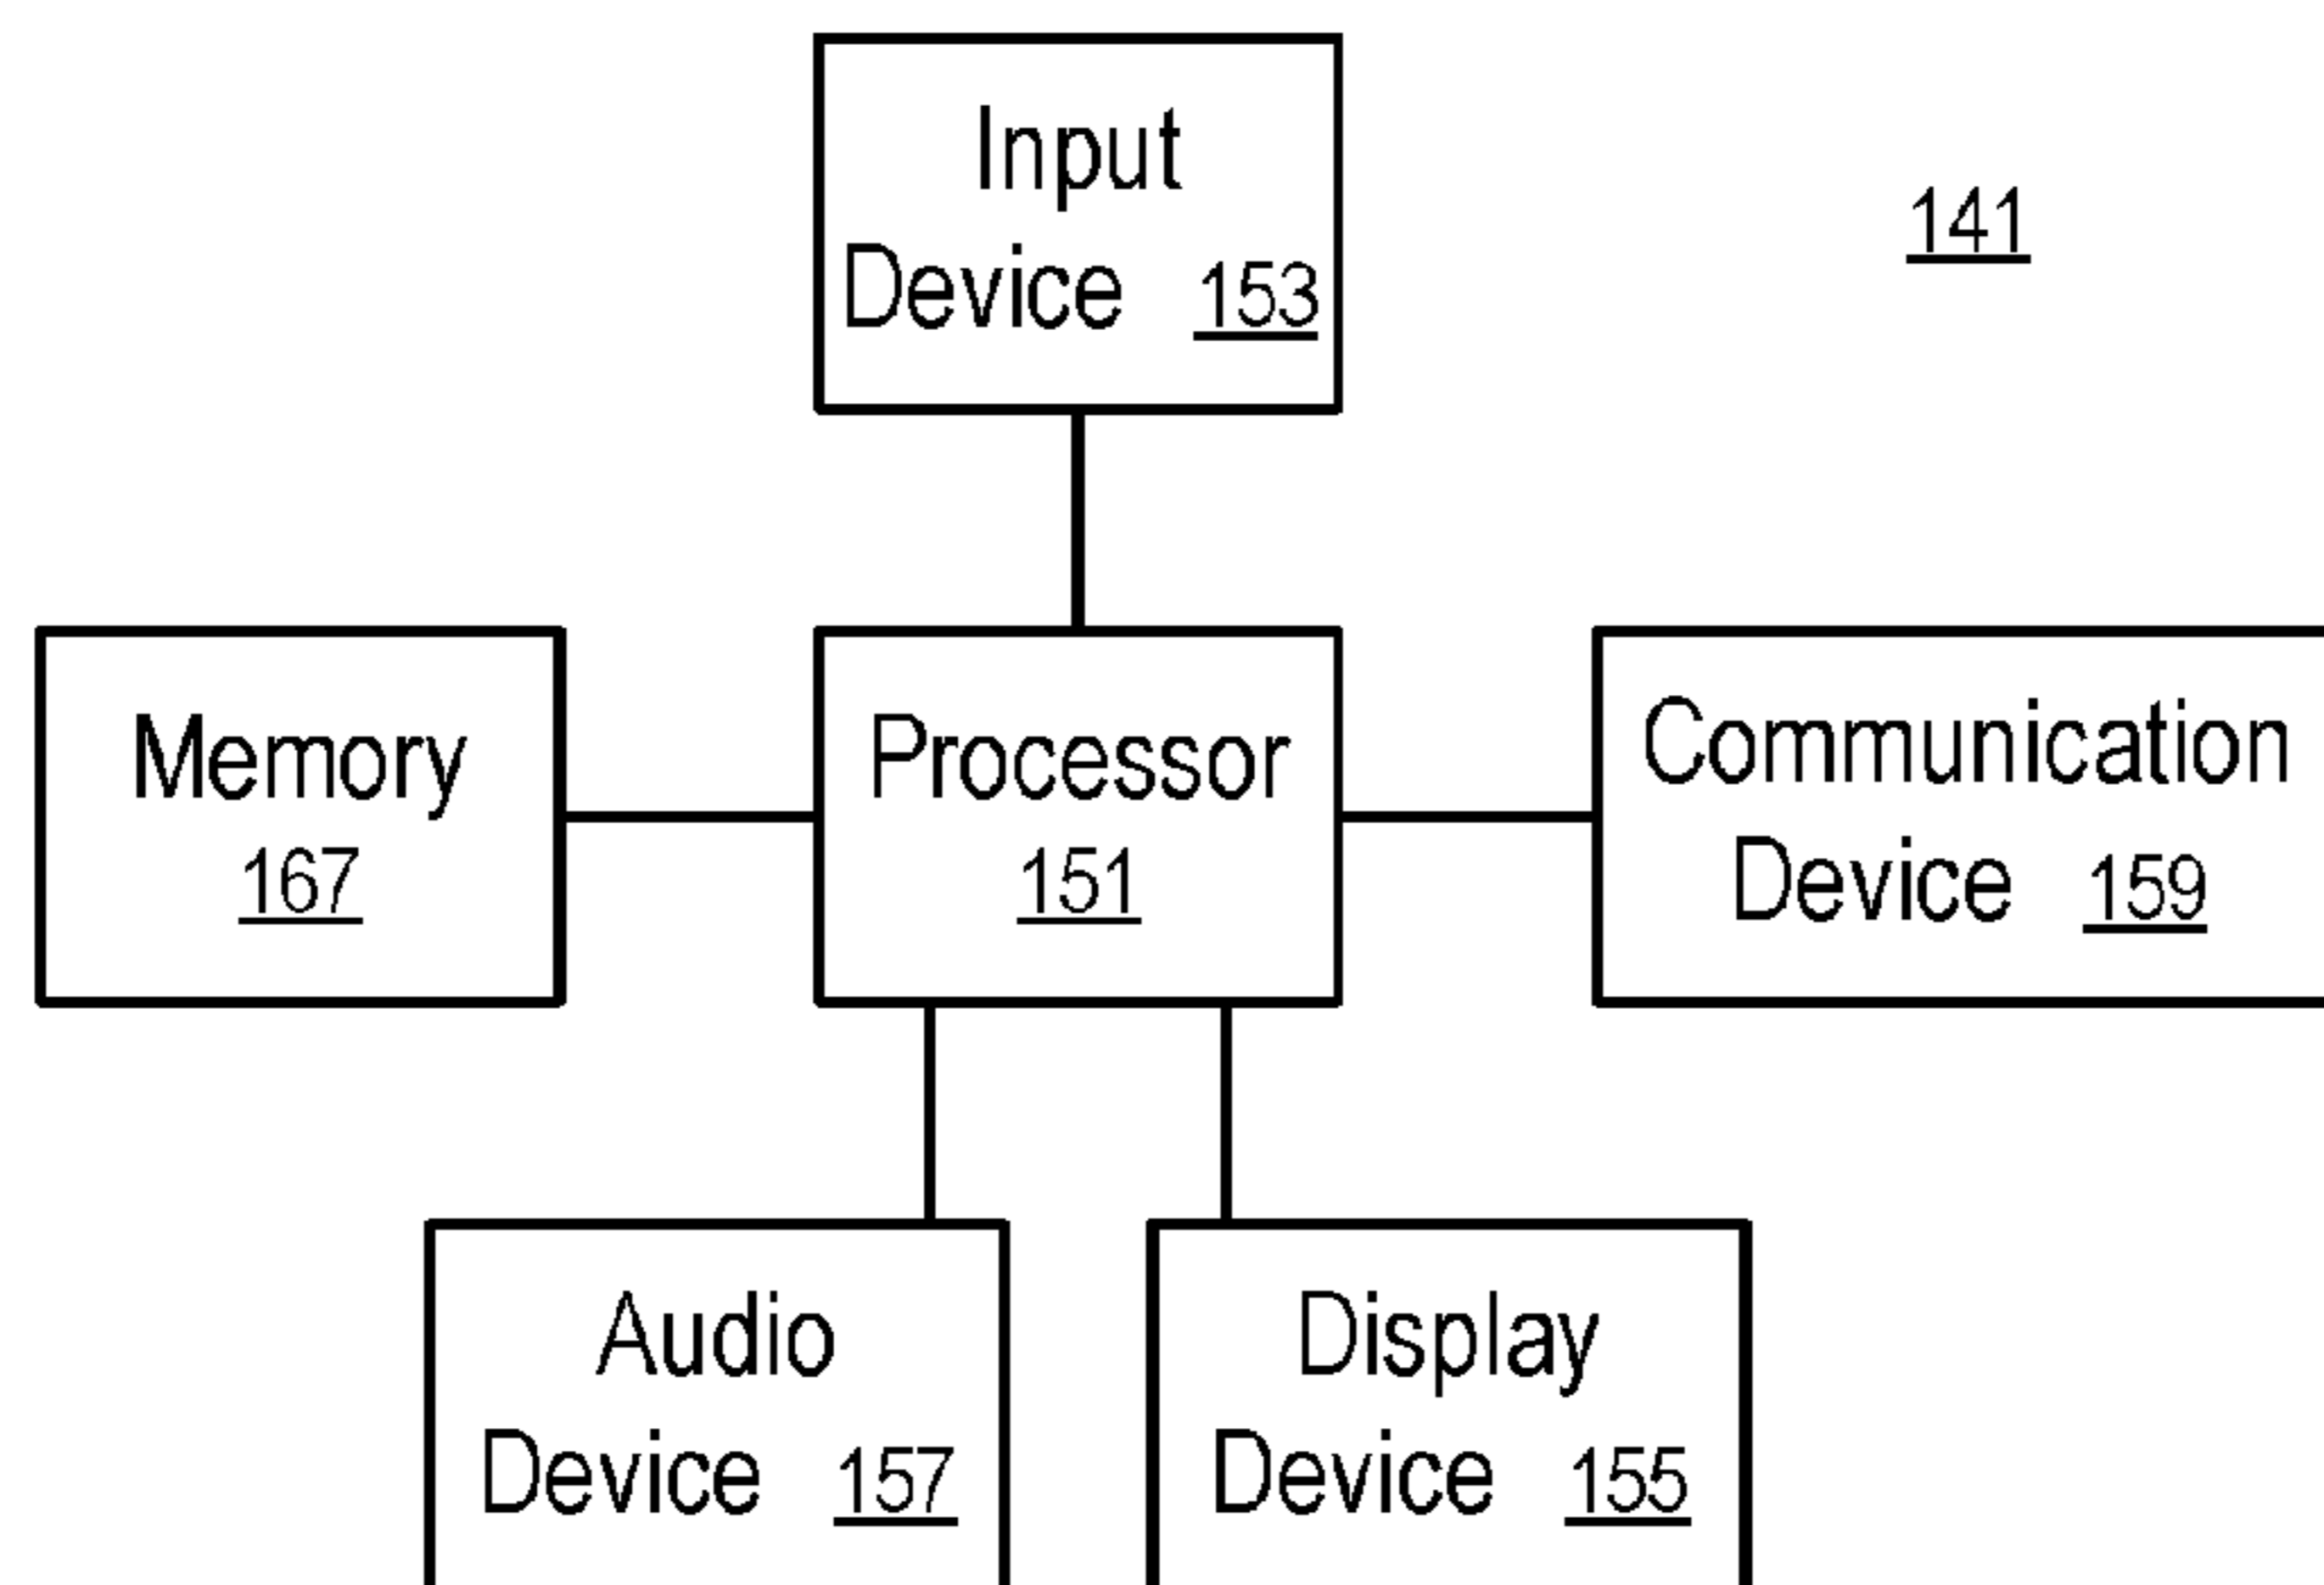 Input
Device 153
141
Memory
167
Processor
151
Communication
Device 159
Audio
Device 157
Display
Device 155